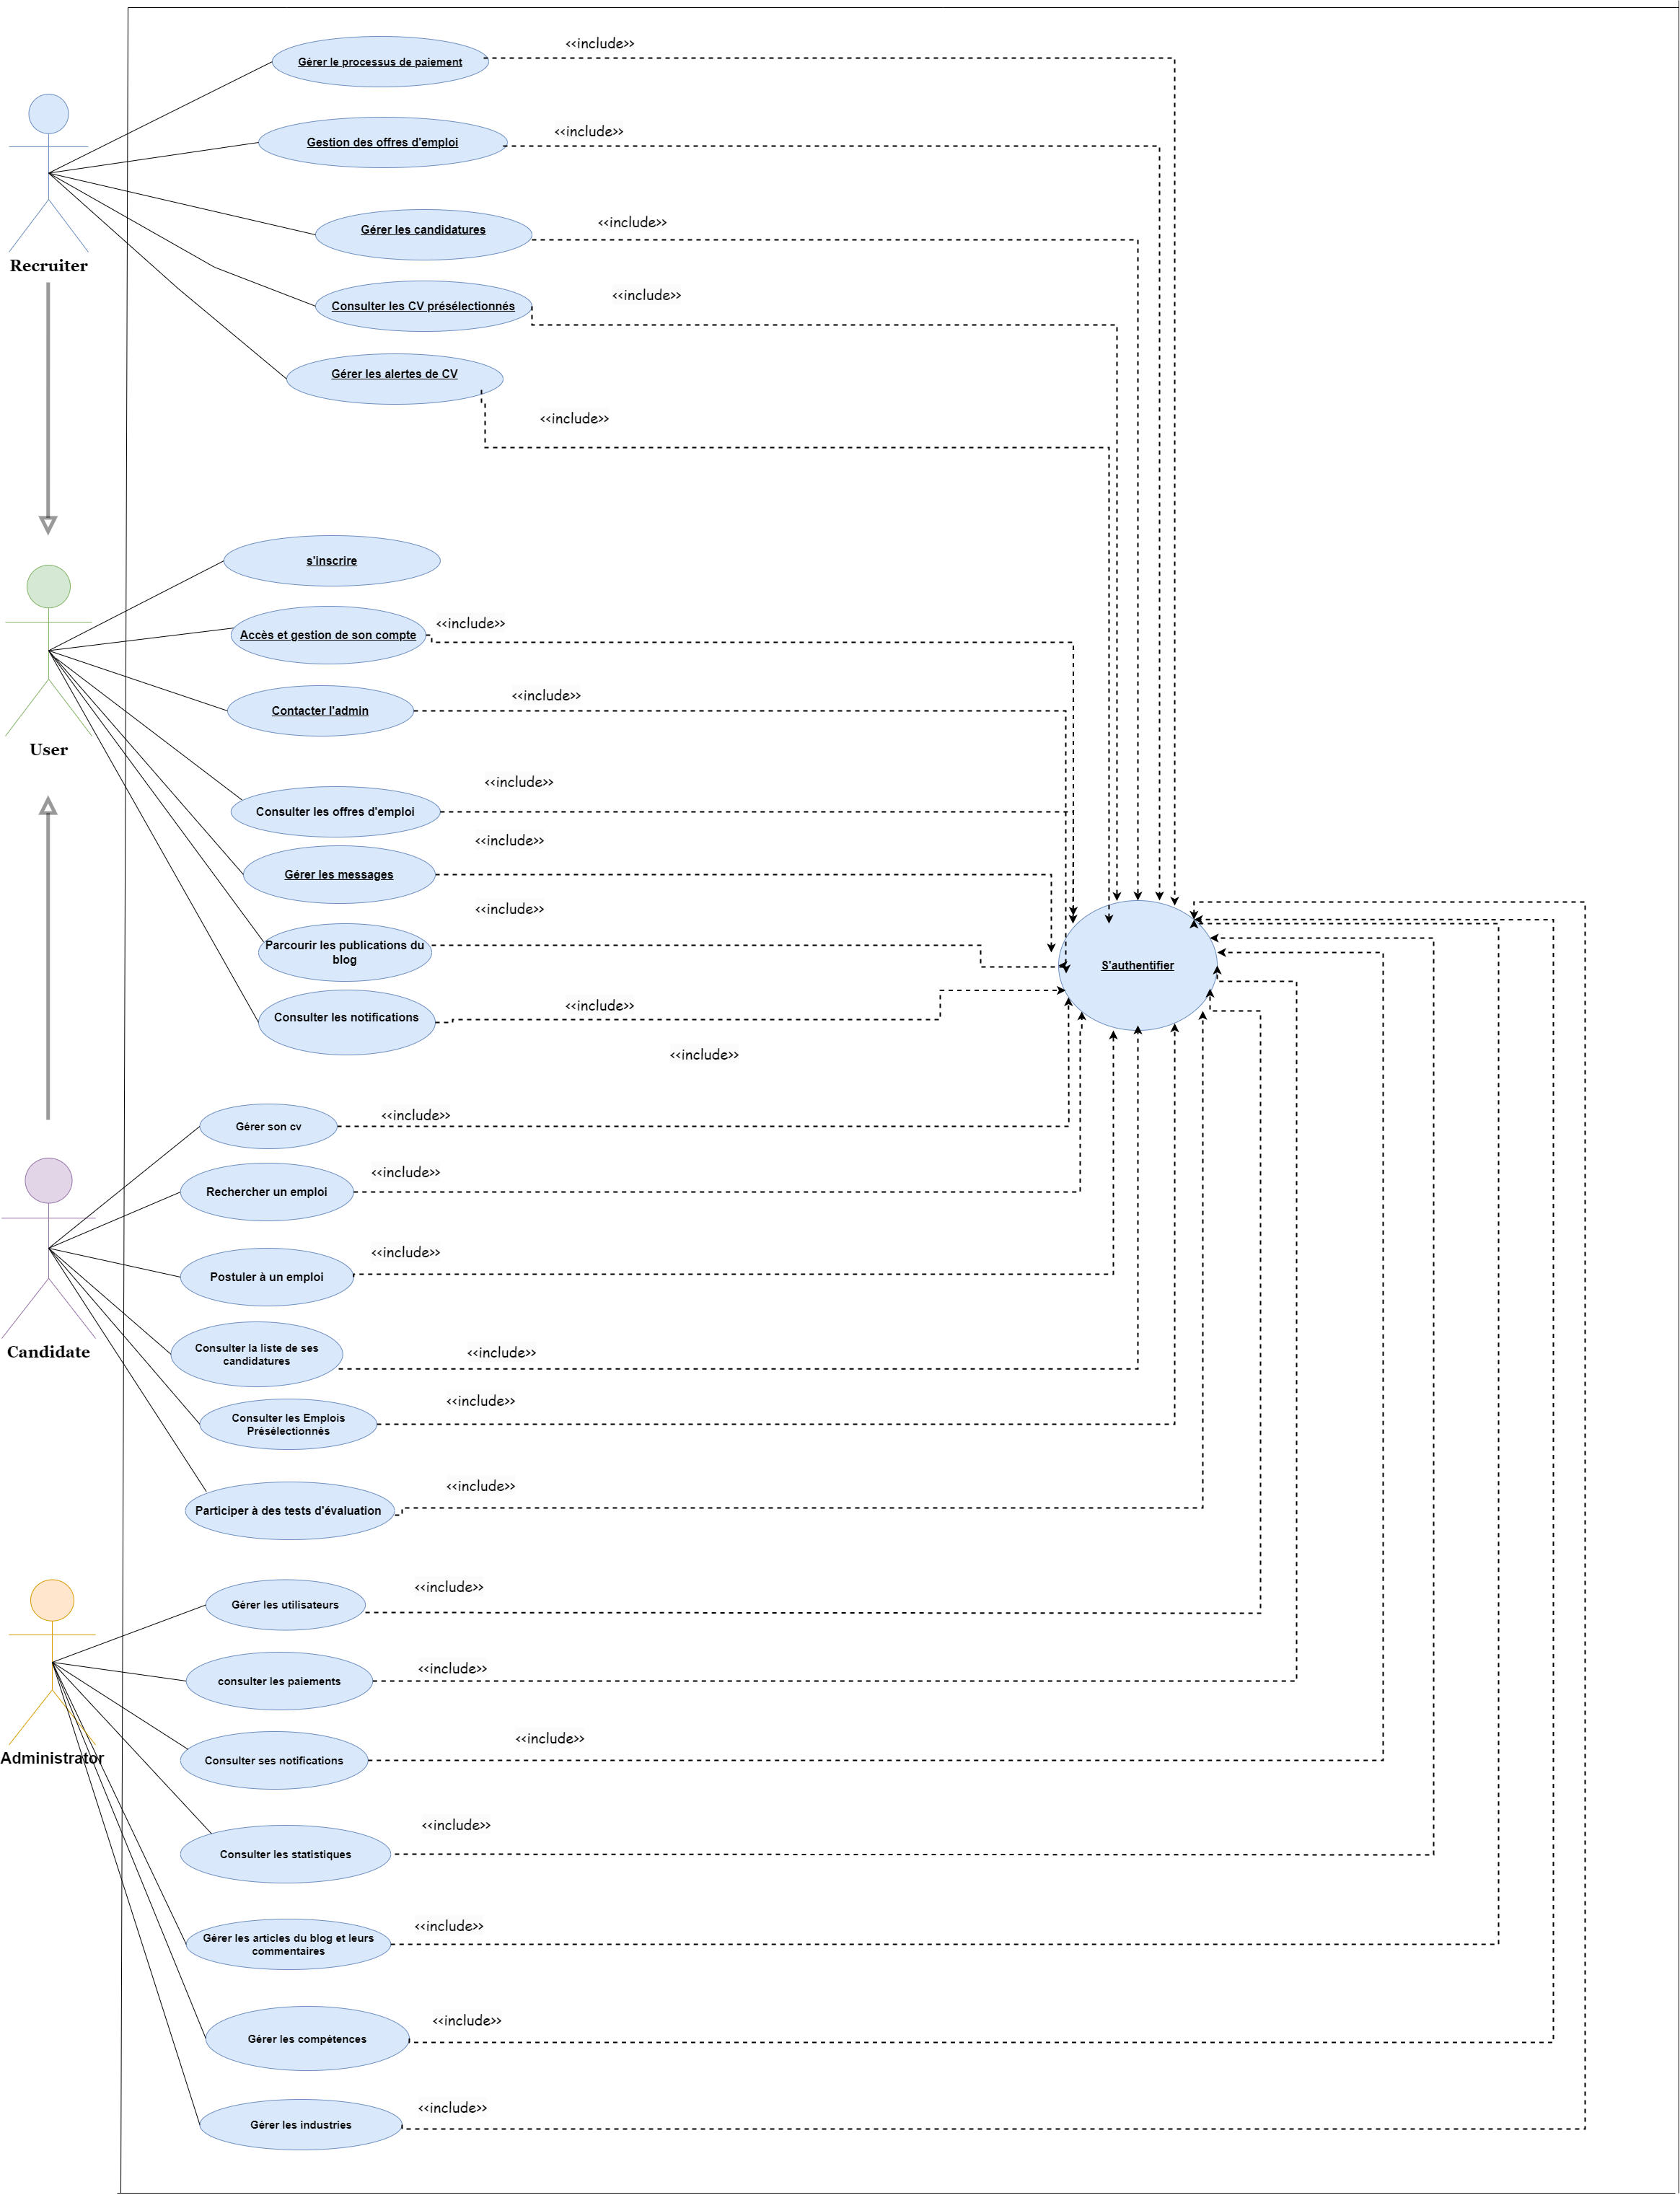 <<include>>
Gérer le processus de paiement
<<include>>
Gestion des offres d'emploi
<<include>>
Gérer les candidatures
Recruiter
<<include>>
Consulter les CV présélectionnés
Gérer les alertes de CV
<<include>>
s'inscrire
<<include>>
Accès et gestion de son compte
<<include>>
Contacter l'admin
User
<<include>>
Consulter les offres d'emploi
<<include>>
Gérer les messages
<<include>>
Parcourir les publications du
blog
S'authentifier
<<include>>
Consulter les notifications
<<include>>
<<include>>
Gérer son cv
<<include>>
Rechercher un emploi
<<include>>
Postuler à un emploi
Candidate
<<include>>
Consulter la liste de ses
candidatures
<<include>>
Consulter les Emplois
Présélectionnés
<<include>>
Participer à des tests d'évaluation
<<include>>
Gérer les utilisateurs
<<include>>
consulter les paiements
<<include>>
Administrator
Consulter ses notifications
<<include>>
Consulter les statistiques
<<include>>
Gérer les articles du blog et leurs
commentaires
<<include>>
Gérer les compétences
<<include>>
Gérer les industries